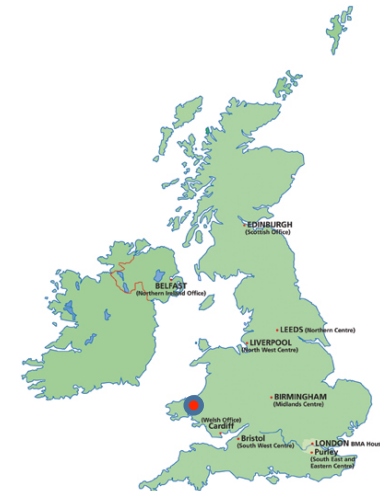 EDINBURGH
(Scottish Office)
BELFAST
(Northern Ireland Office)
LEEDS (Northern Centre)
LIVERPOOL
(North West Centre)
BIRMINGHAM
(Midlands Centre)
(Welsh Office)
Cardiff
Bristol
(South West Centre)
LONDON BMA Hou
Purley
(South East and
Eastern Centre)